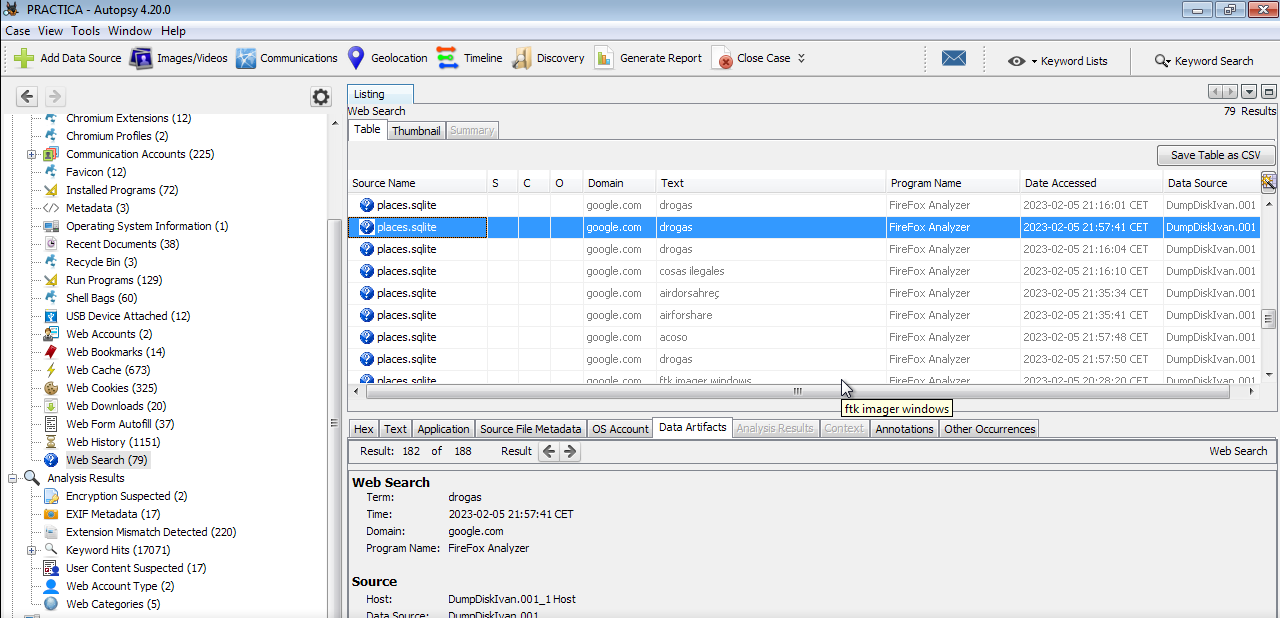 PRACTICA - Autopsy 4.20.0
Case View Tools Window Help
Add Data Source Images/Videos Communications Geolocation Timeline Discovery Generate Report Close Case Keyword Lists Keyword Search
Chromium Extensions (12)
Chromium Profiles (2)
Communication Accounts (225)
Favicon (12)
Installed Programs (72)
Metadata (3)
Operating System Information (1)
Recent Documents (38)
Recycle Bin (3)
Run Programs (129)
Shell Bags (60)
USB Device Attached (12)
Web Accounts (2)
Web Bookmarks (14)
Web Cache (673)
Web Cookies (325)
Web Downloads (20)
Web Form Autofill (37)
Web History (1151)
Web Search (79)
Analysis Results
Encryption Suspected (2)
EXIF Metadata (17)
Extension Mismatch Detected (220)
Keyword Hits (17071)
User Content Suspected (17)
Web Account Type (2)
Web Categories (5)
Listing
Web Search 79 Results
Table Thumbnail Summary
Save Table as CSV
Source Name S C O Domain Text Program Name Date Accessed Data Source
places.sqlite google.com drogas FireFox Analyzer 2023-02-05 21:16:01 CET DumpDiskIvan.001
places.sqlite google.com drogas FireFox Analyzer 2023-02-05 21:57:41 CET DumpDiskIvan.001
places.sqlite google.com drogas FireFox Analyzer 2023-02-05 21:16:04 CET DumpDiskIvan.001
places.sqlite google.com cosas ilegales FireFox Analyzer 2023-02-05 21:16:10 CET DumpDiskIvan.001
places.sqlite google.com airdorsahreç FireFox Analyzer 2023-02-05 21:35:34 CET DumpDiskIvan.001
places.sqlite google.com airforshare FireFox Analyzer 2023-02-05 21:35:41 CET DumpDiskIvan.001
places.sqlite google.com acoso FireFox Analyzer 2023-02-05 21:57:48 CET DumpDiskIvan.001
places.sqlite google.com drogas FireFox Analyzer 2023-02-05 21:57:50 CET DumpDiskIvan.001
places.sqlite google.com ftk imager windows FireFox Analyzer 2023-02-05 20:28:20 CET DumpDiskIvan.001
ftk imager windows
Hex Text Application Source File Metadata OS Account Data Artifacts Analysis Results Context Annotations Other Occurrences
Result: 182 of 188 Result Web Search
Web Search
Term: drogas
Time: 2023-02-05 21:57:41 CET
Domain: google.com
Program Name: FireFox Analyzer
Source
Host: DumpDiskIvan.001_1 Host
Data Source: DumpDiskIvan.001